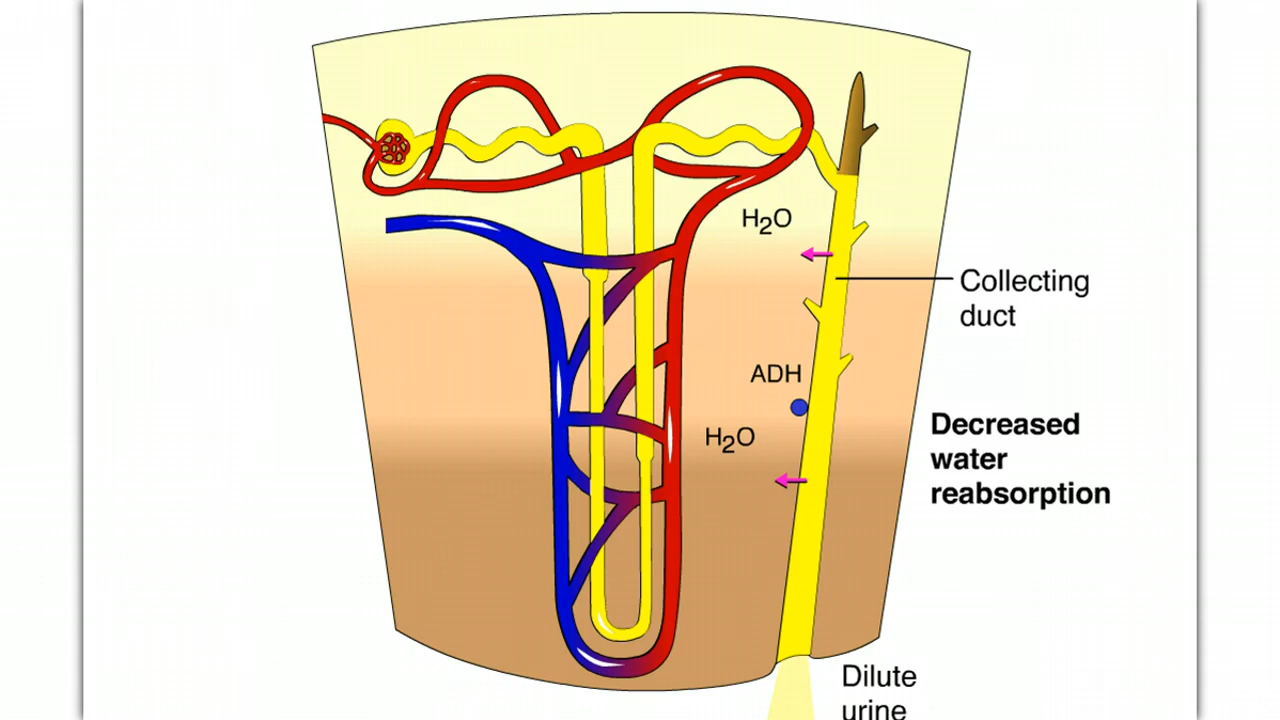 H2O
Collecting
duct
ADH
H2O
Decreased
water
reabsorption
Dilute
urine